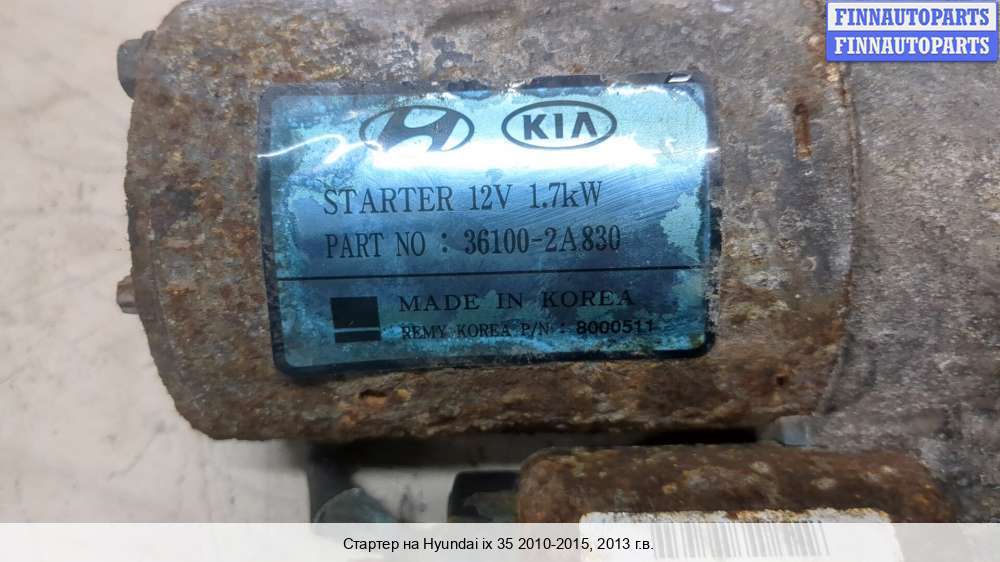 FINNAUTOPARTS
FINNAUTOPARTS
KIA
STARTER 12V 1.7kW
PART NO : 36100-2A830
MADE IN KOREA
REMY KOREA P/N : 8000511
Стартер на Hyundai ix 35 2010-2015, 2013 г.в.